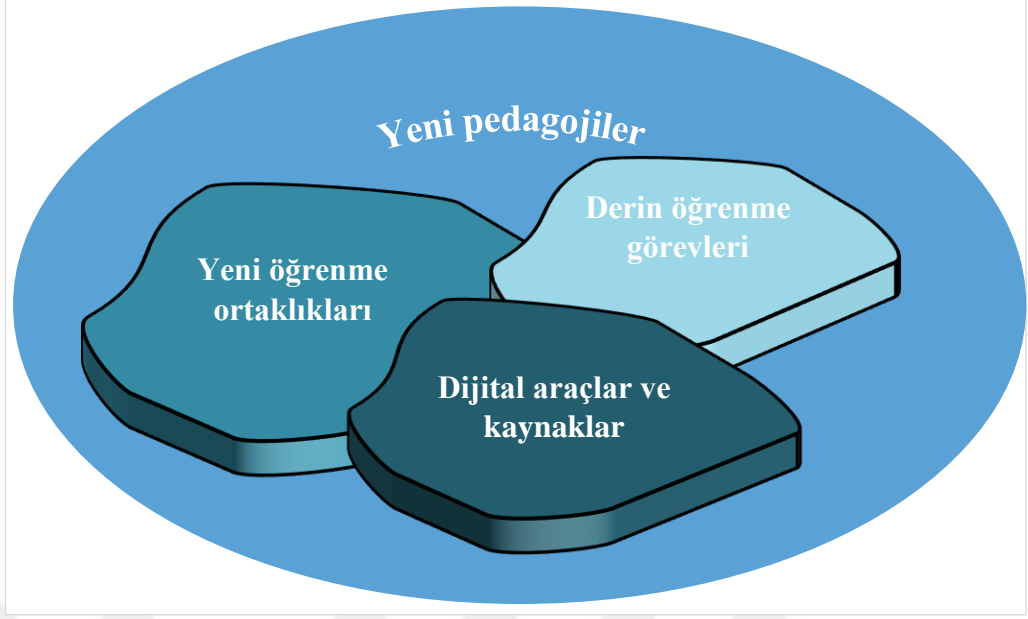 Yeni pedagojiler
Derin öğrenme
görevleri
Yeni öğrenme
ortaklıkları
Dijital araçlar ve
kaynaklar